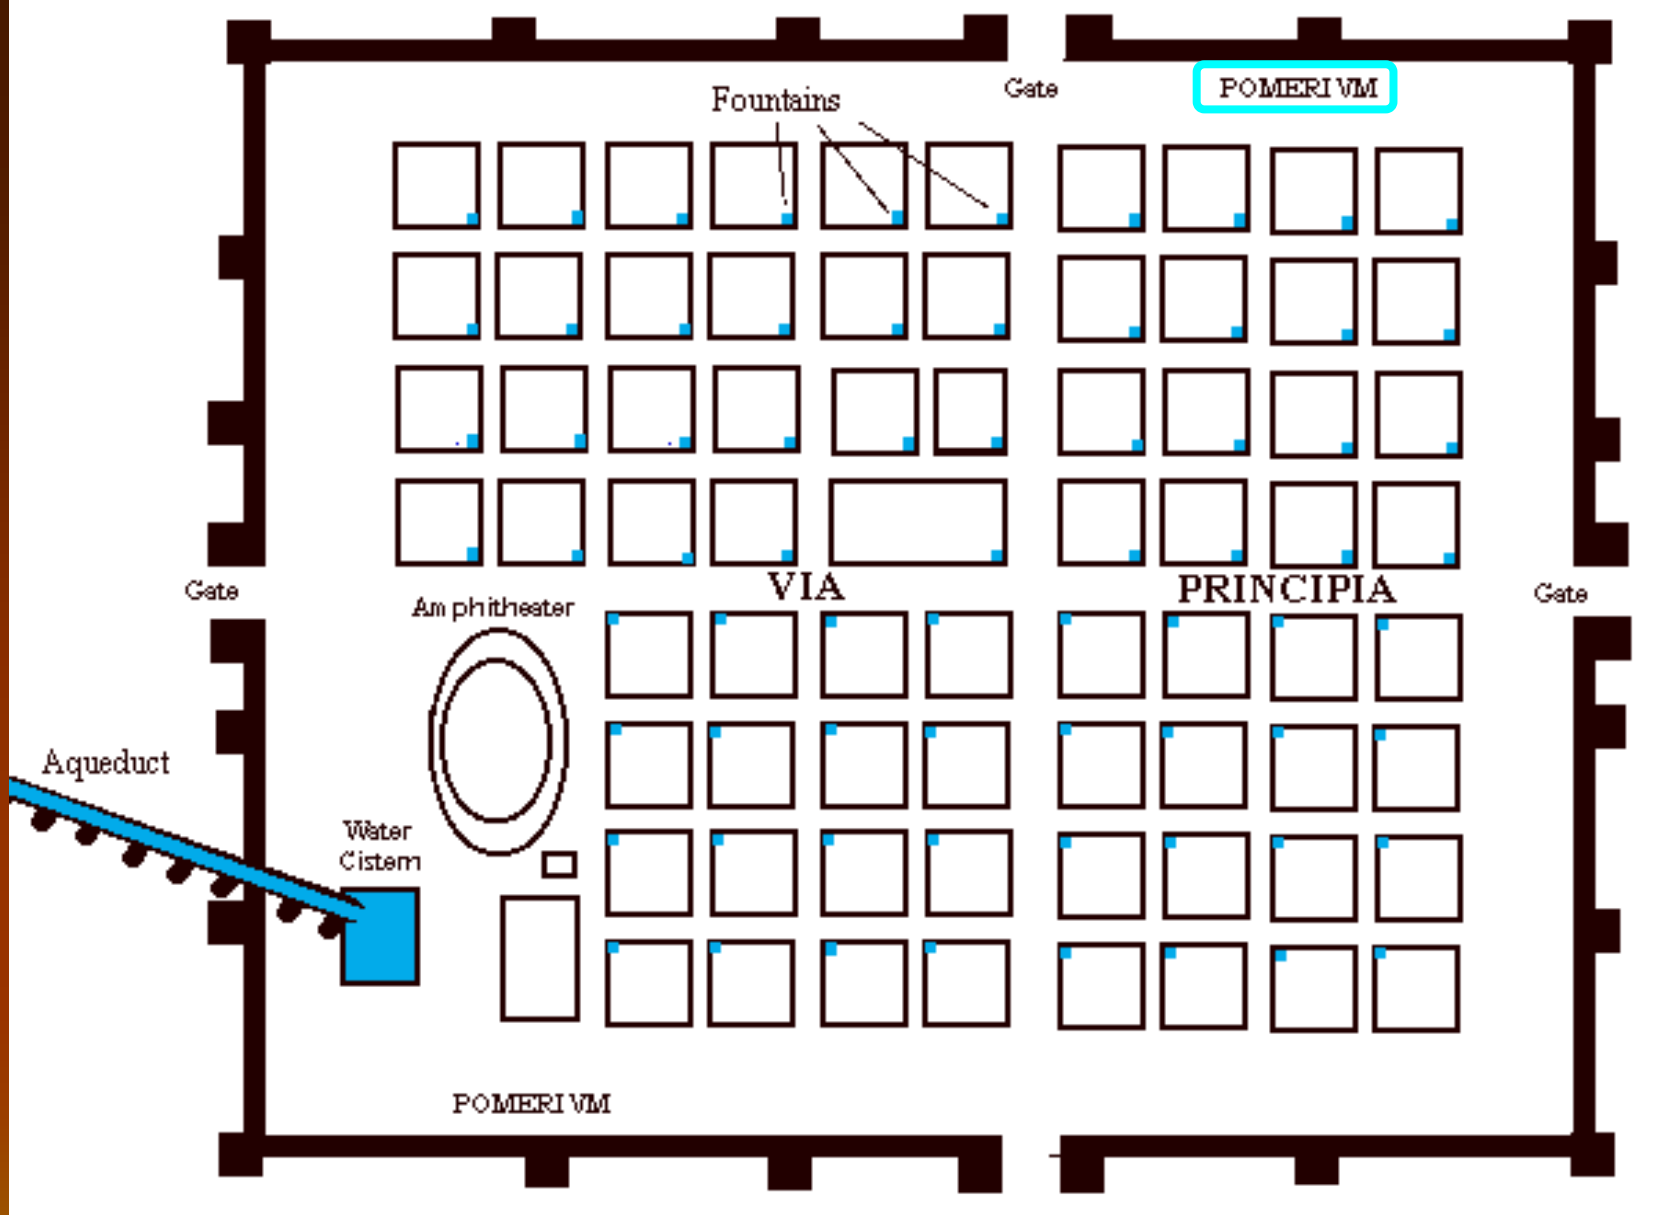 Gate
POMERIVM
Fountains
VIA
PRINCIPIA
Gate
Gate
Amphitheater
Aqueduct
Water
Cistern
POMERIVM